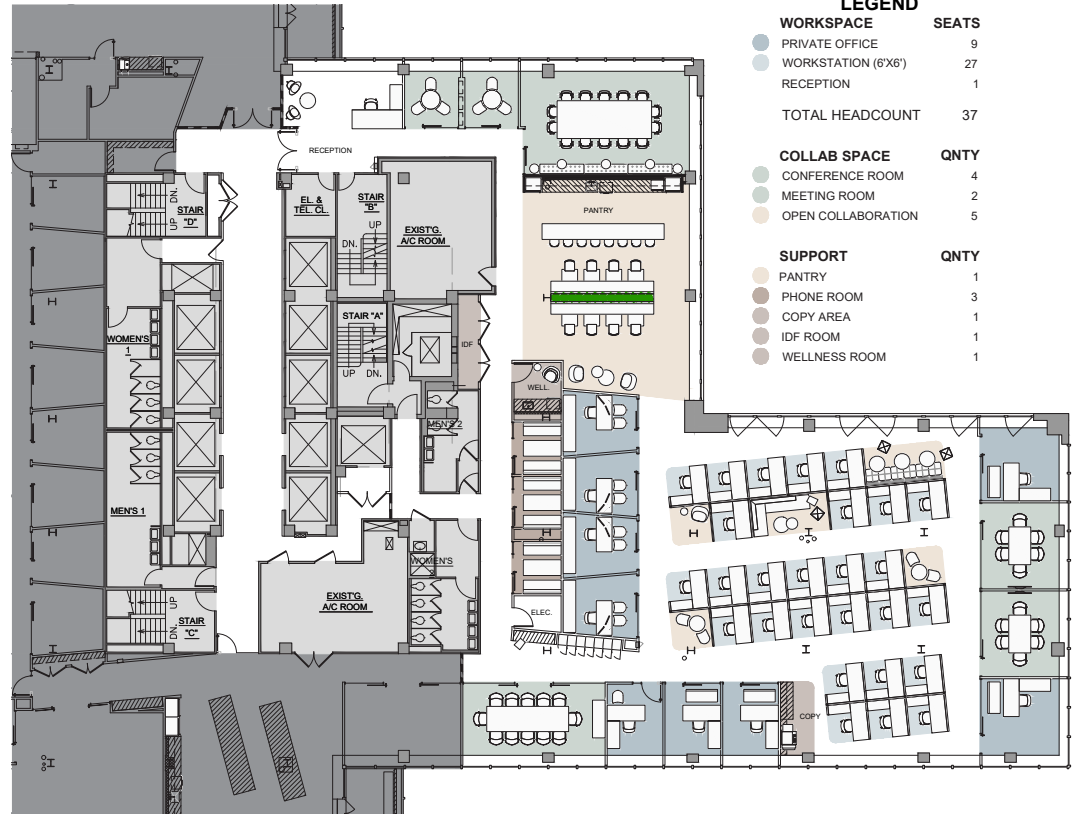 LEGEND
WORKSPACE SEATS
PRIVATE OFFICE 9
WORKSTATION (6'X6') 27
RECEPTION 1
TOTAL HEADCOUNT 37
COLLAB SPACE QNTY
CONFERENCE ROOM 4
MEETING ROOM 2
OPEN COLLABORATION 5
SUPPORT QNTY
PANTRY 1
PHONE ROOM 3
COPY AREA 1
IDF ROOM 1
WELLNESS ROOM 1
RECEPTION
DN.
UP
STAIR
"D"
EL. &
TEL. CL.
STAIR
"B"
UP
DN.
EXIST'G.
A/C ROOM
PANTRY
STAIR "A"
UP DN.
IDF
WOMEN'S
1
WELL.
MEN'S 2
MEN'S 1
WOMEN'S
EXIST'G.
A/C ROOM
ELEC.
UP
DN.
STAIR
"C"
COPY